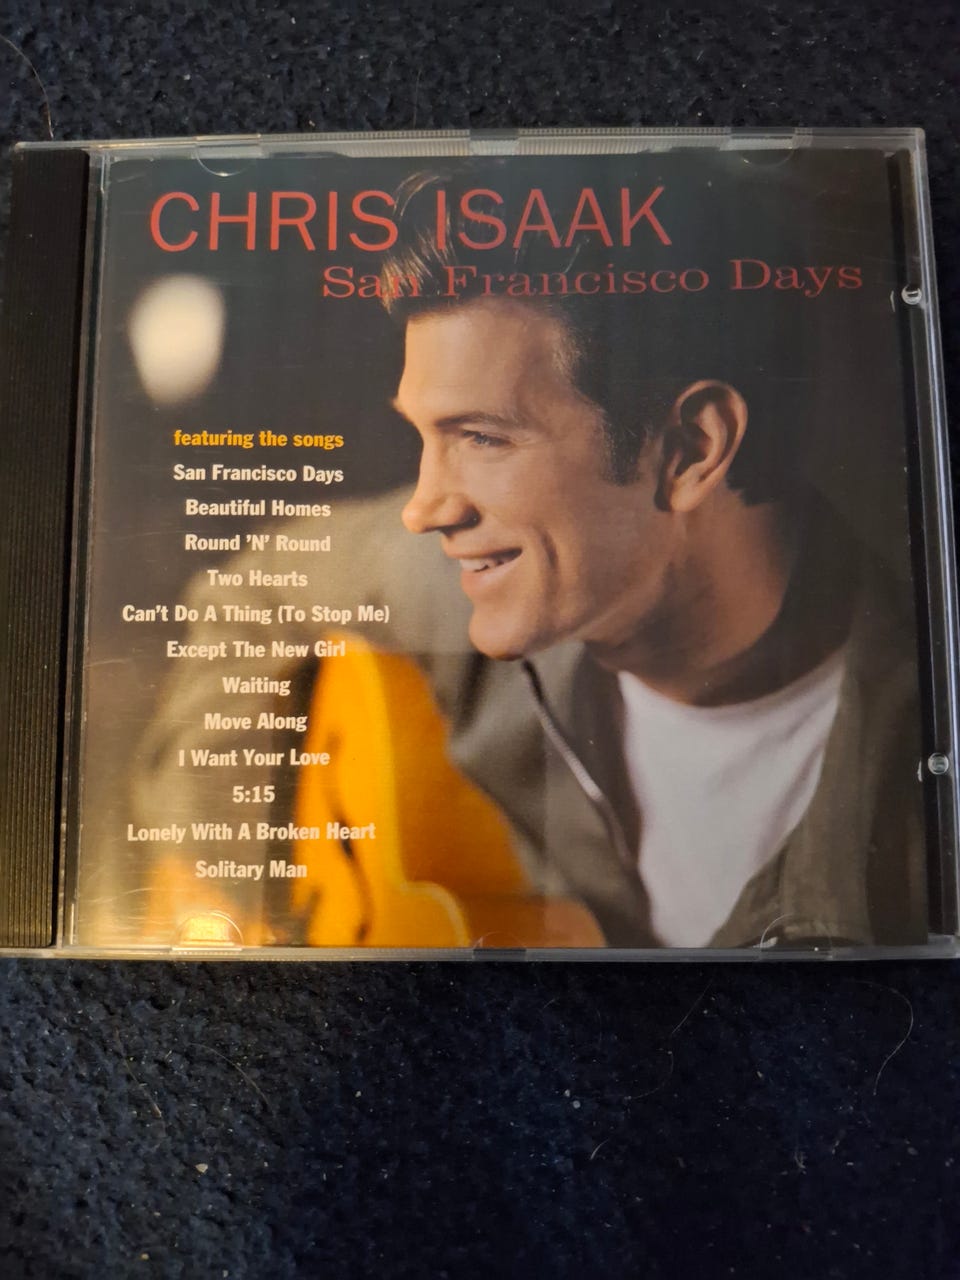 CHRIS ISAAK
San Francisco Days
featuring the songs
San Francisco Days
Beautiful Homes
Round 'N' Round
Two Hearts
Can't Do A Thing (To Stop Me)
Except The New Girl
Waiting
Move Along
I Want Your Love
5:15
Lonely With A Broken Heart
Solitary Man